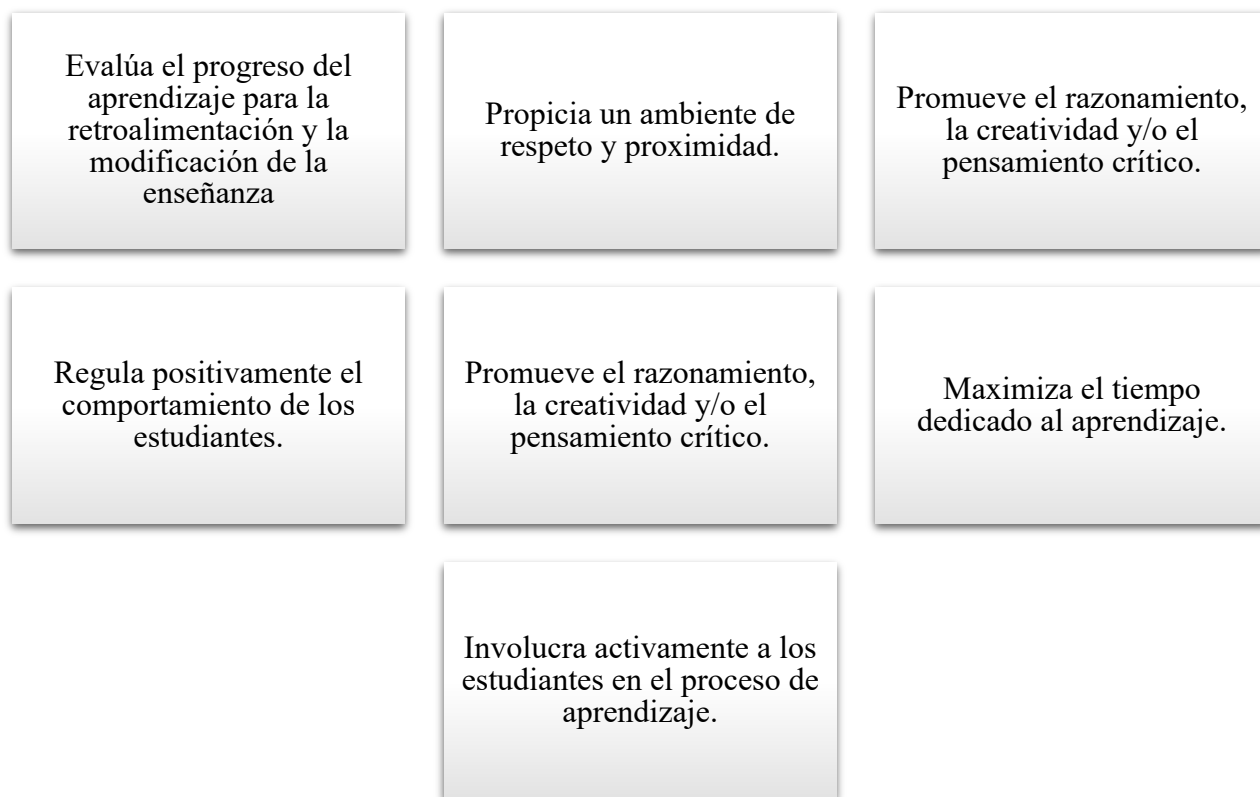 Evalúa el progreso del
aprendizaje para la
retroalimentación y la
modificación de la
enseñanza
Propicia un ambiente de
respeto y proximidad.
Promueve el razonamiento,
la creatividad y/o el
pensamiento crítico.
Regula positivamente el
comportamiento de los
estudiantes.
Promueve el razonamiento,
la creatividad y/o el
pensamiento crítico.
Maximiza el tiempo
dedicado al aprendizaje.
Involucra activamente a los
estudiantes en el proceso de
aprendizaje.